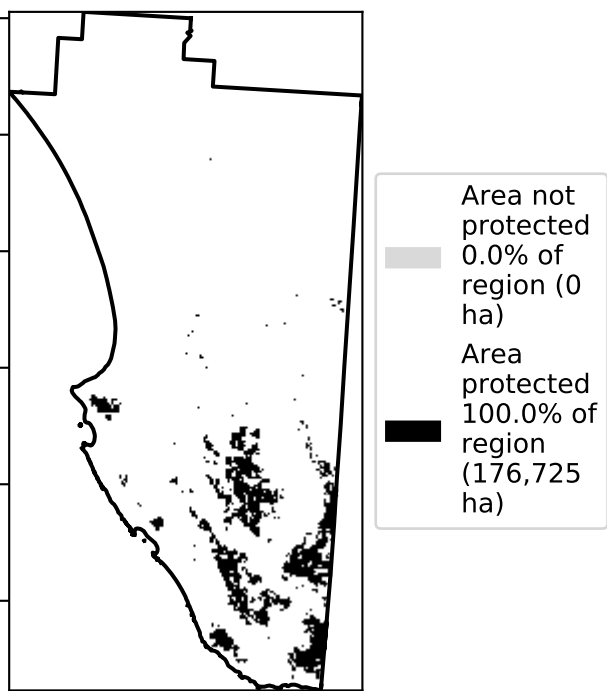 Area not
protected
0.0% of
region (0
ha)
Area
protected
100.0% of
region
(176,725
ha)